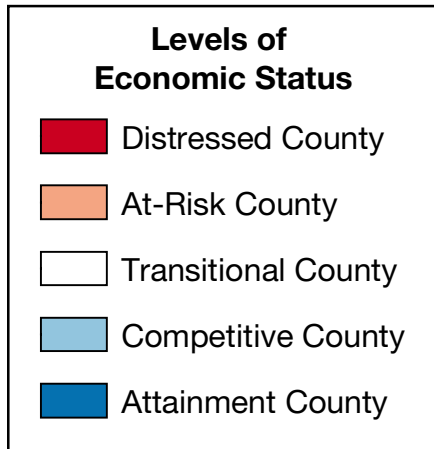 Levels of
Economic Status
Distressed County
At-Risk County
Transitional County
Competitive County
Attainment County